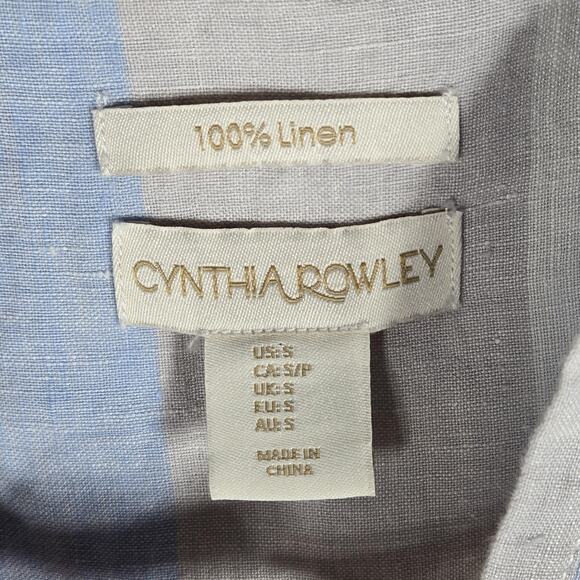 100% Linen
CYNTHIA ROWLEY
US: S
CA: S/P
UK: S
EU: S
AU: S
MADE IN
CHINA